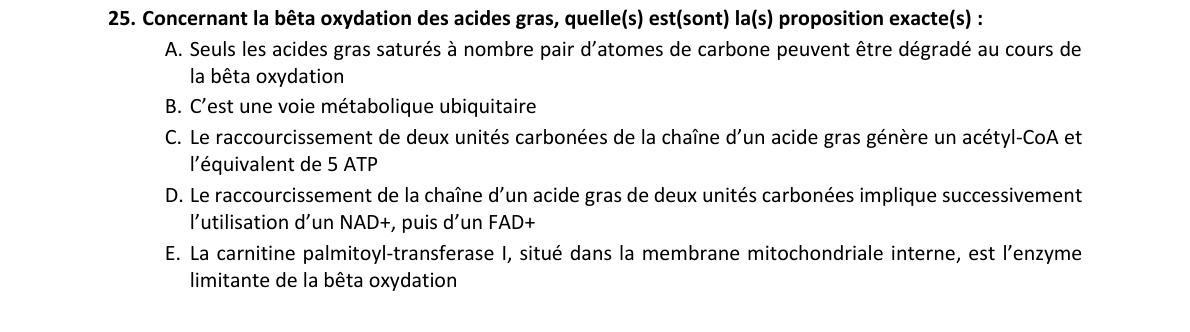 25. Concernant la bêta oxydation des acides gras, quelle(s) est(sont) la(s) proposition exacte(s) :
A. Seuls les acides gras saturés à nombre pair d'atomes de carbone peuvent être dégradé au cours de
la bêta oxydation
B. C'est une voie métabolique ubiquitaire
C. Le raccourcissement de deux unités carbonées de la chaîne d'un acide gras génère un acétyl-CoA et
l'équivalent de 5 ATP
D. Le raccourcissement de la chaîne d'un acide gras de deux unités carbonées implique successivement
l'utilisation d'un NAD+, puis d'un FAD+
E. La carnitine palmitoyl-transferase I, situé dans la membrane mitochondriale interne, est l'enzyme
limitante de la bêta oxydation